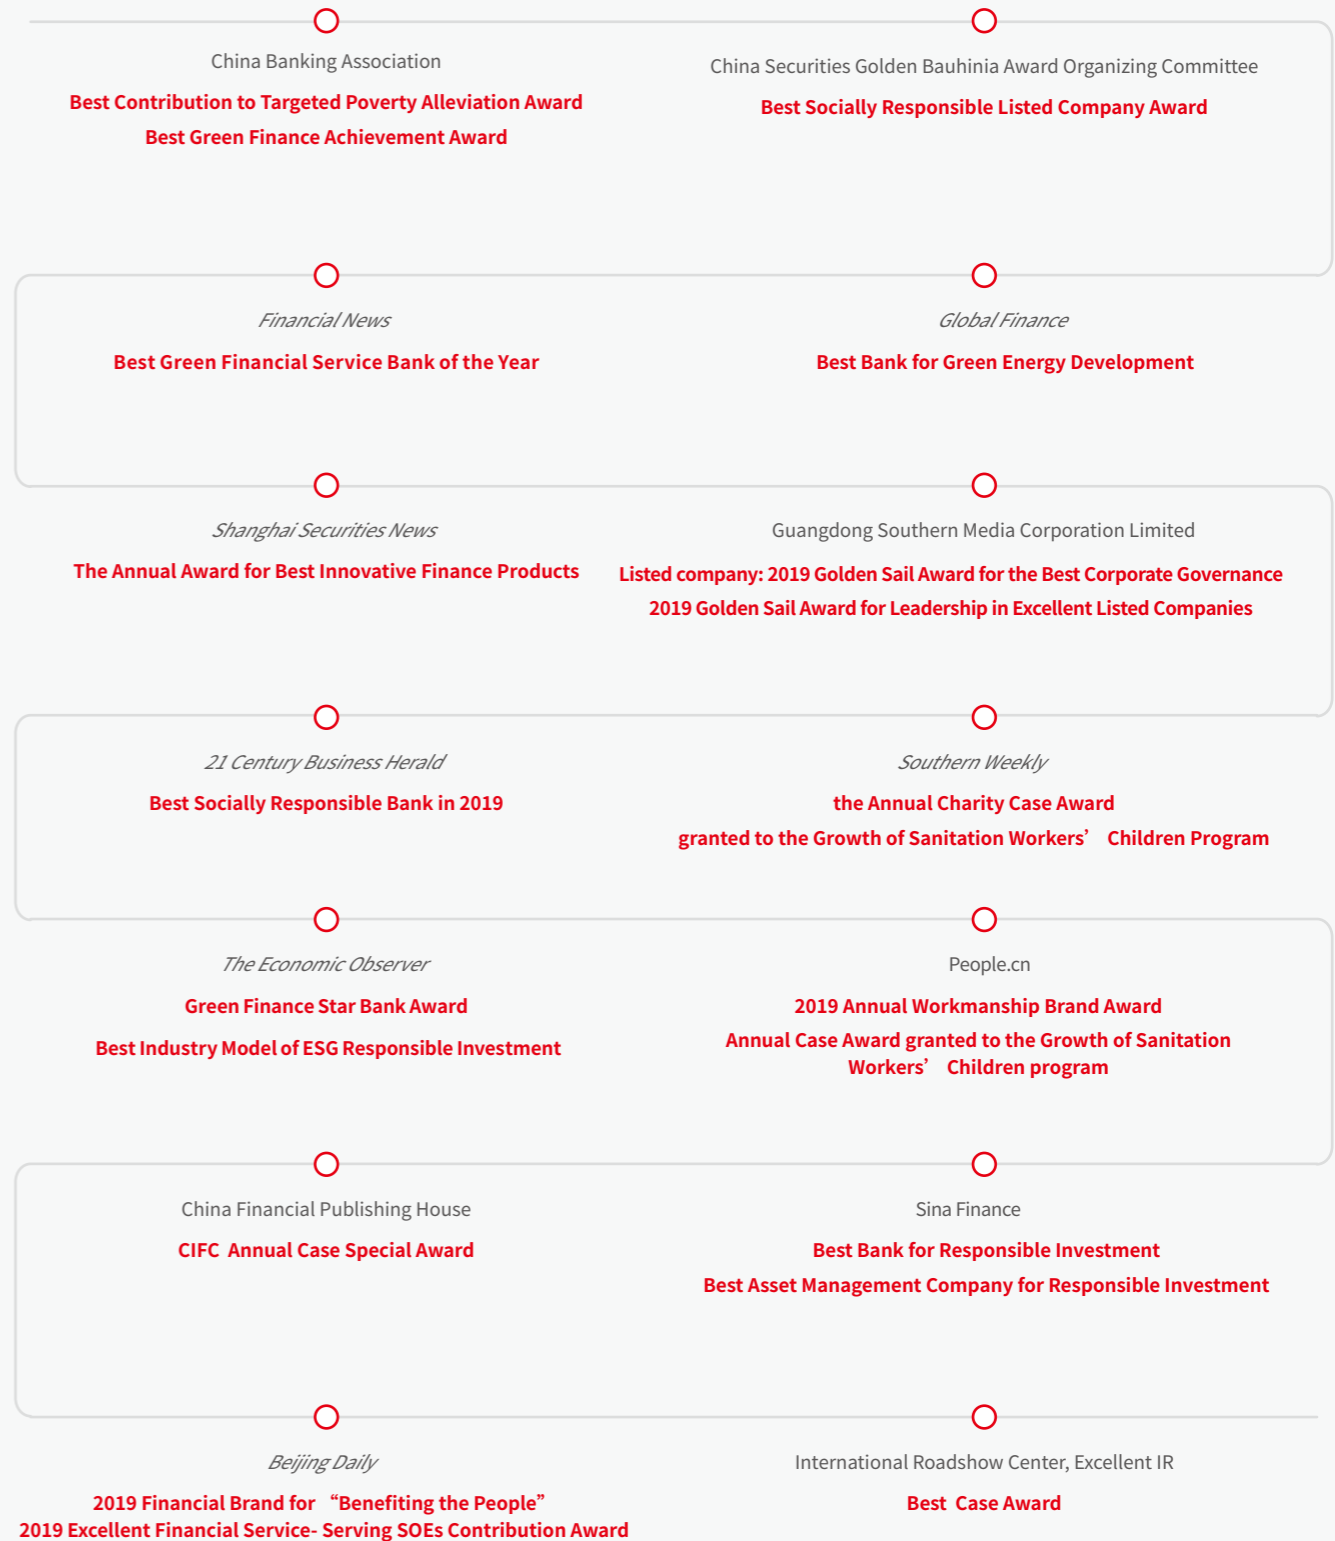 China Banking Association
Best Contribution to Targeted Poverty Alleviation Award
Best Green Finance Achievement Award
China Securities Golden Bauhinia Award Organizing Committee
Best Socially Responsible Listed Company Award
Financial News
Best Green Financial Service Bank of the Year
Global Finance
Best Bank for Green Energy Development
Shanghai Securities News
The Annual Award for Best Innovative Finance Products
Guangdong Southern Media Corporation Limited
Listed company: 2019 Golden Sail Award for the Best Corporate Governance
2019 Golden Sail Award for Leadership in Excellent Listed Companies
21 Century Business Herald
Best Socially Responsible Bank in 2019
Southern Weekly
the Annual Charity Case Award
granted to the Growth of Sanitation Workers’ Children Program
The Economic Observer
Green Finance Star Bank Award
Best Industry Model of ESG Responsible Investment
People.cn
2019 Annual Workmanship Brand Award
Annual Case Award granted to the Growth of Sanitation
Workers’ Children program
China Financial Publishing House
CIFC Annual Case Special Award
Sina Finance
Best Bank for Responsible Investment
Best Asset Management Company for Responsible Investment
Beijing Daily
2019 Financial Brand for “Benefiting the People”
2019 Excellent Financial Service- Serving SOEs Contribution Award
International Roadshow Center, Excellent IR
Best Case Award